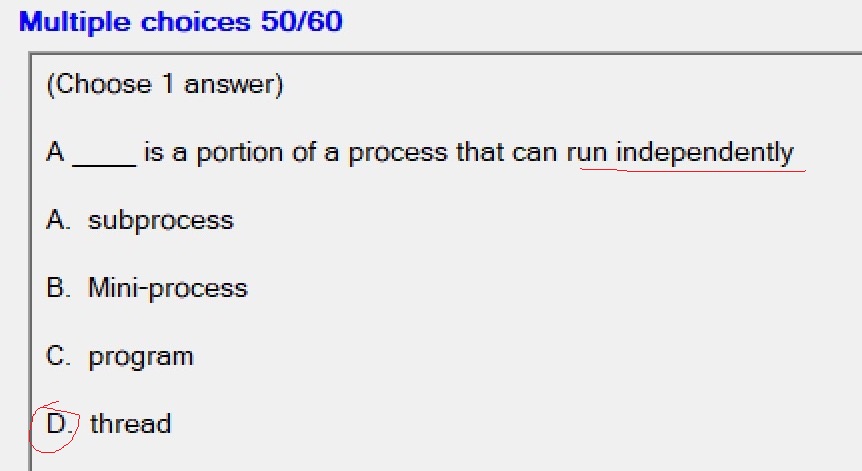 Multiple choices 50/60
(Choose 1 answer)
A ____ is a portion of a process that can run independently
A. subprocess
B. Mini-process
C. program
D. thread